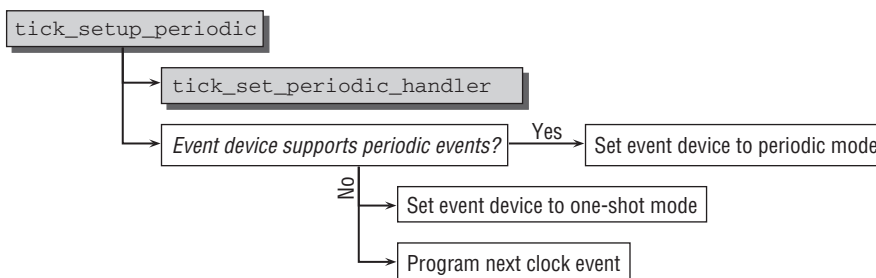 tick_setup_periodic
tick_set_periodic_handler
Event device supports periodic events?
Yes
Set event device to periodic mode
No
Set event device to one-shot mode
Program next clock event